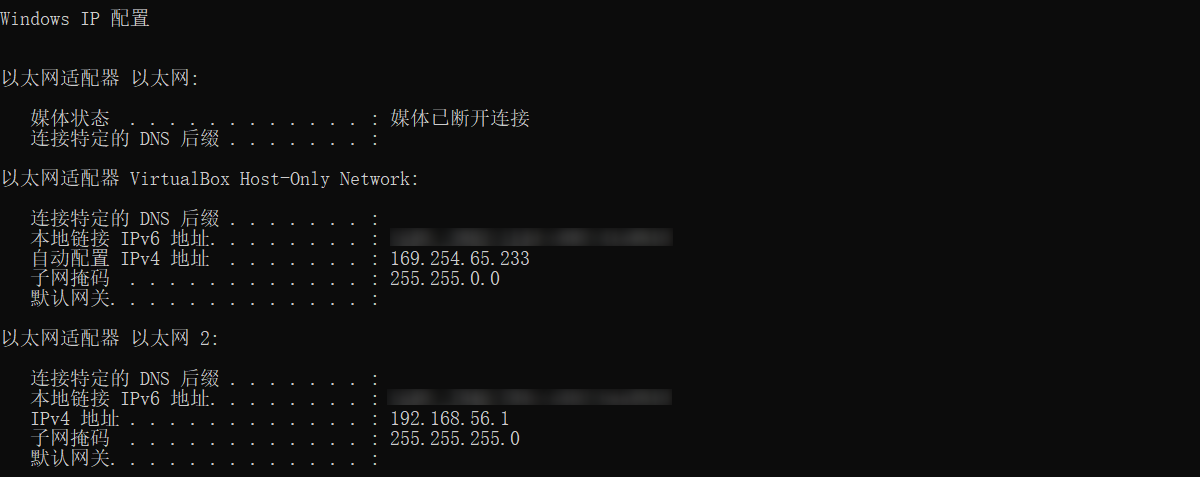 Windows IP 配置
以太网适配器 以太网:
媒体状态 . . . . . . . . . . . . : 媒体已断开连接
连接特定的 DNS 后缀 . . . . . . . :
以太网适配器 VirtualBox Host-Only Network:
连接特定的 DNS 后缀 . . . . . . . :
本地链接 IPv6 地址. . . . . . . . :
自动配置 IPv4 地址 . . . . . . . : 169.254.65.233
子网掩码 . . . . . . . . . . . . : 255.255.0.0
默认网关. . . . . . . . . . . . . :
以太网适配器 以太网 2:
连接特定的 DNS 后缀 . . . . . . . :
本地链接 IPv6 地址. . . . . . . . :
IPv4 地址 . . . . . . . . . . . . : 192.168.56.1
子网掩码 . . . . . . . . . . . . : 255.255.255.0
默认网关. . . . . . . . . . . . . :